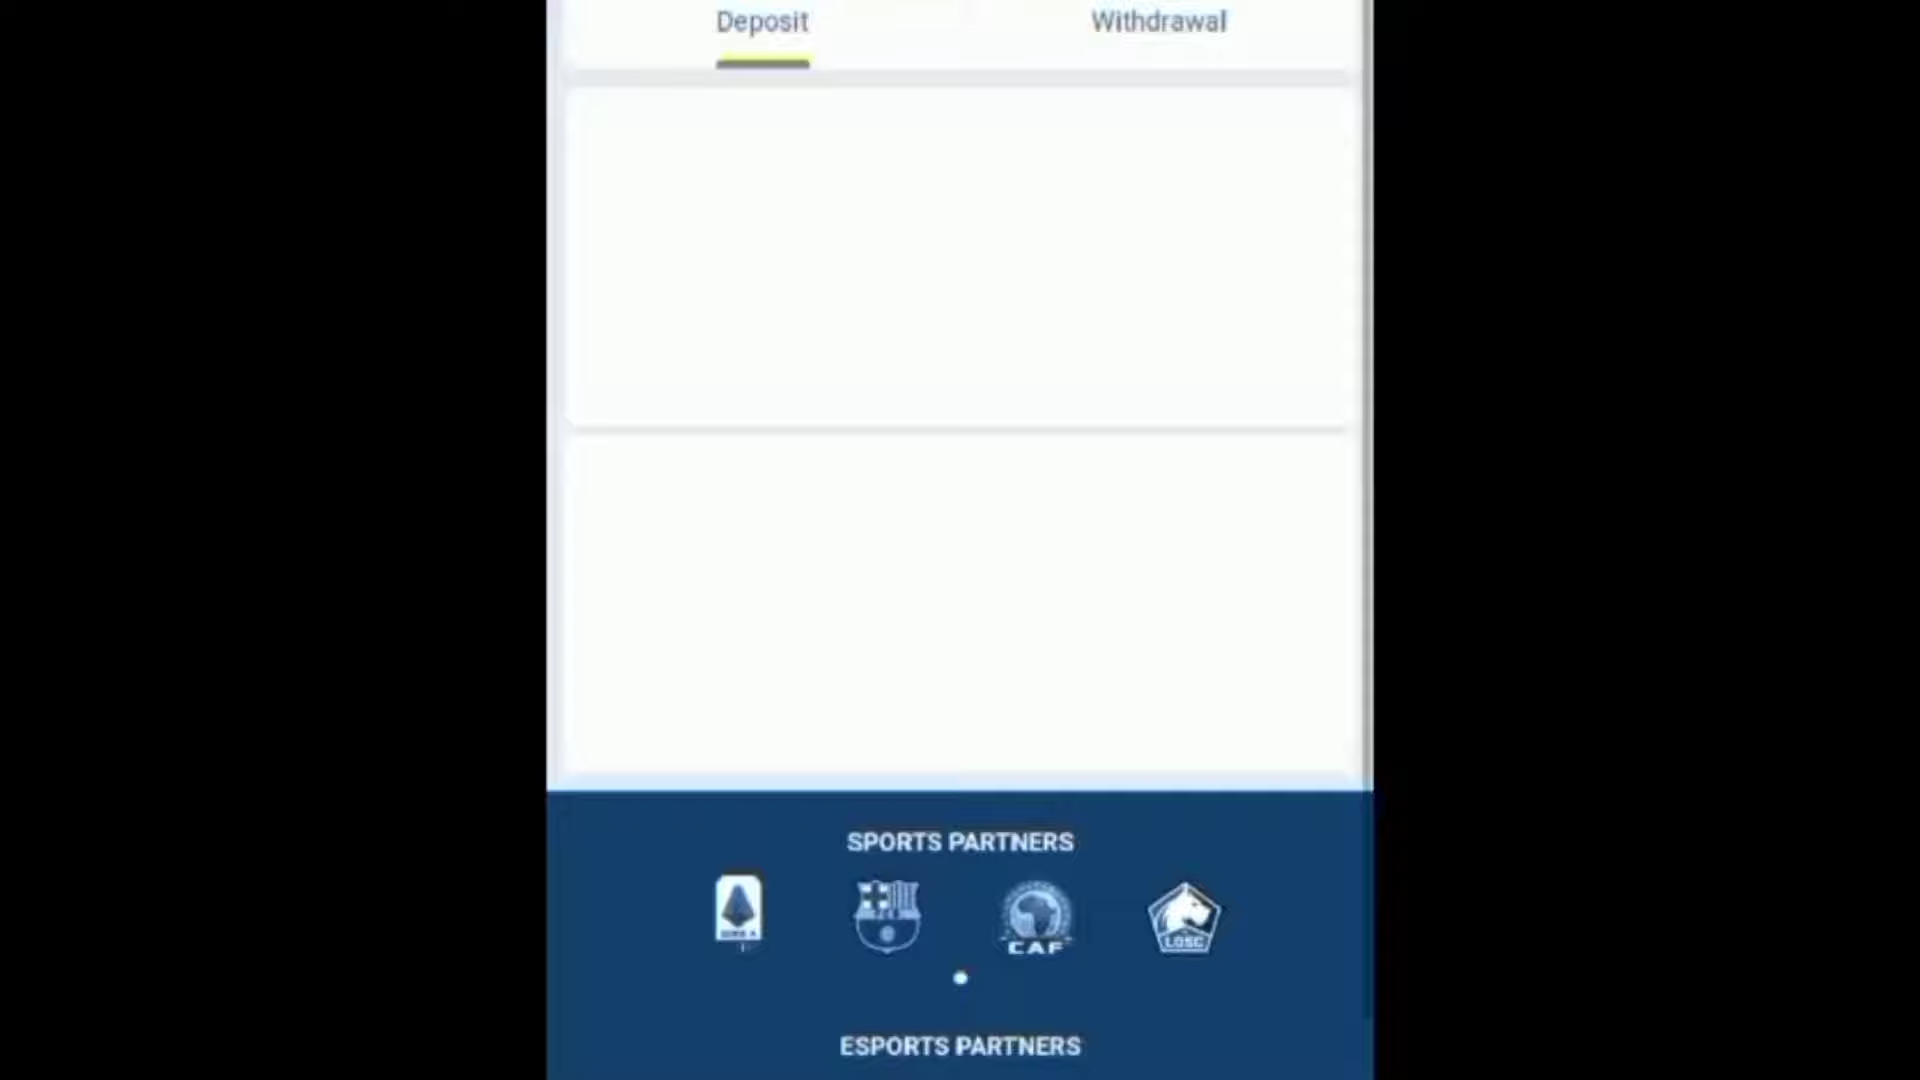 Deposit Withdrawal
SPORTS PARTNERS
CAF
LOSC
ESPORTS PARTNERS